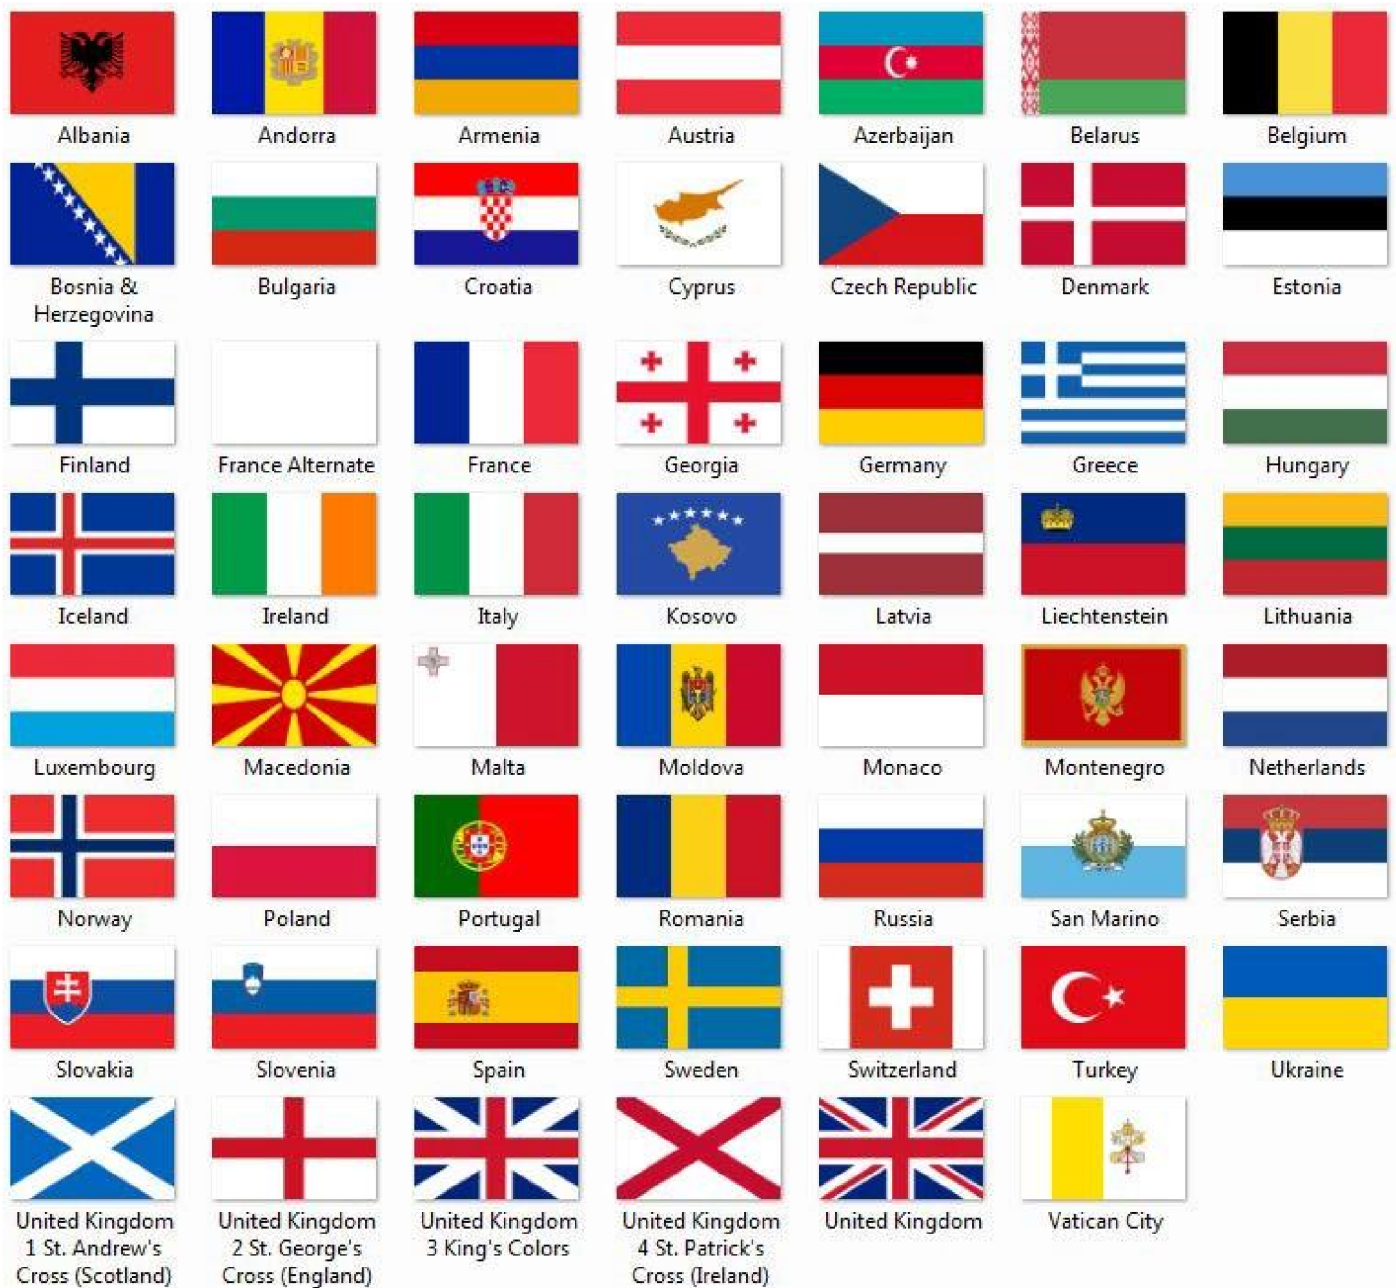 Albania
Andorra
Armenia
Austria
Azerbaijan
Belarus
Belgium
Bosnia &
Herzegovina
Bulgaria
Croatia
Cyprus
Czech Republic
Denmark
Estonia
Finland
France Alternate
France
Georgia
Germany
Greece
Hungary
Iceland
Ireland
Italy
Kosovo
Latvia
Liechtenstein
Lithuania
Luxembourg
Macedonia
Malta
Moldova
Monaco
Montenegro
Netherlands
Norway
Poland
Portugal
Romania
Russia
San Marino
Serbia
Slovakia
Slovenia
Spain
Sweden
Switzerland
Turkey
Ukraine
United Kingdom
1 St. Andrew's
Cross (Scotland)
United Kingdom
2 St. George's
Cross (England)
United Kingdom
3 King's Colors
United Kingdom
4 St. Patrick's
Cross (Ireland)
United Kingdom
Vatican City